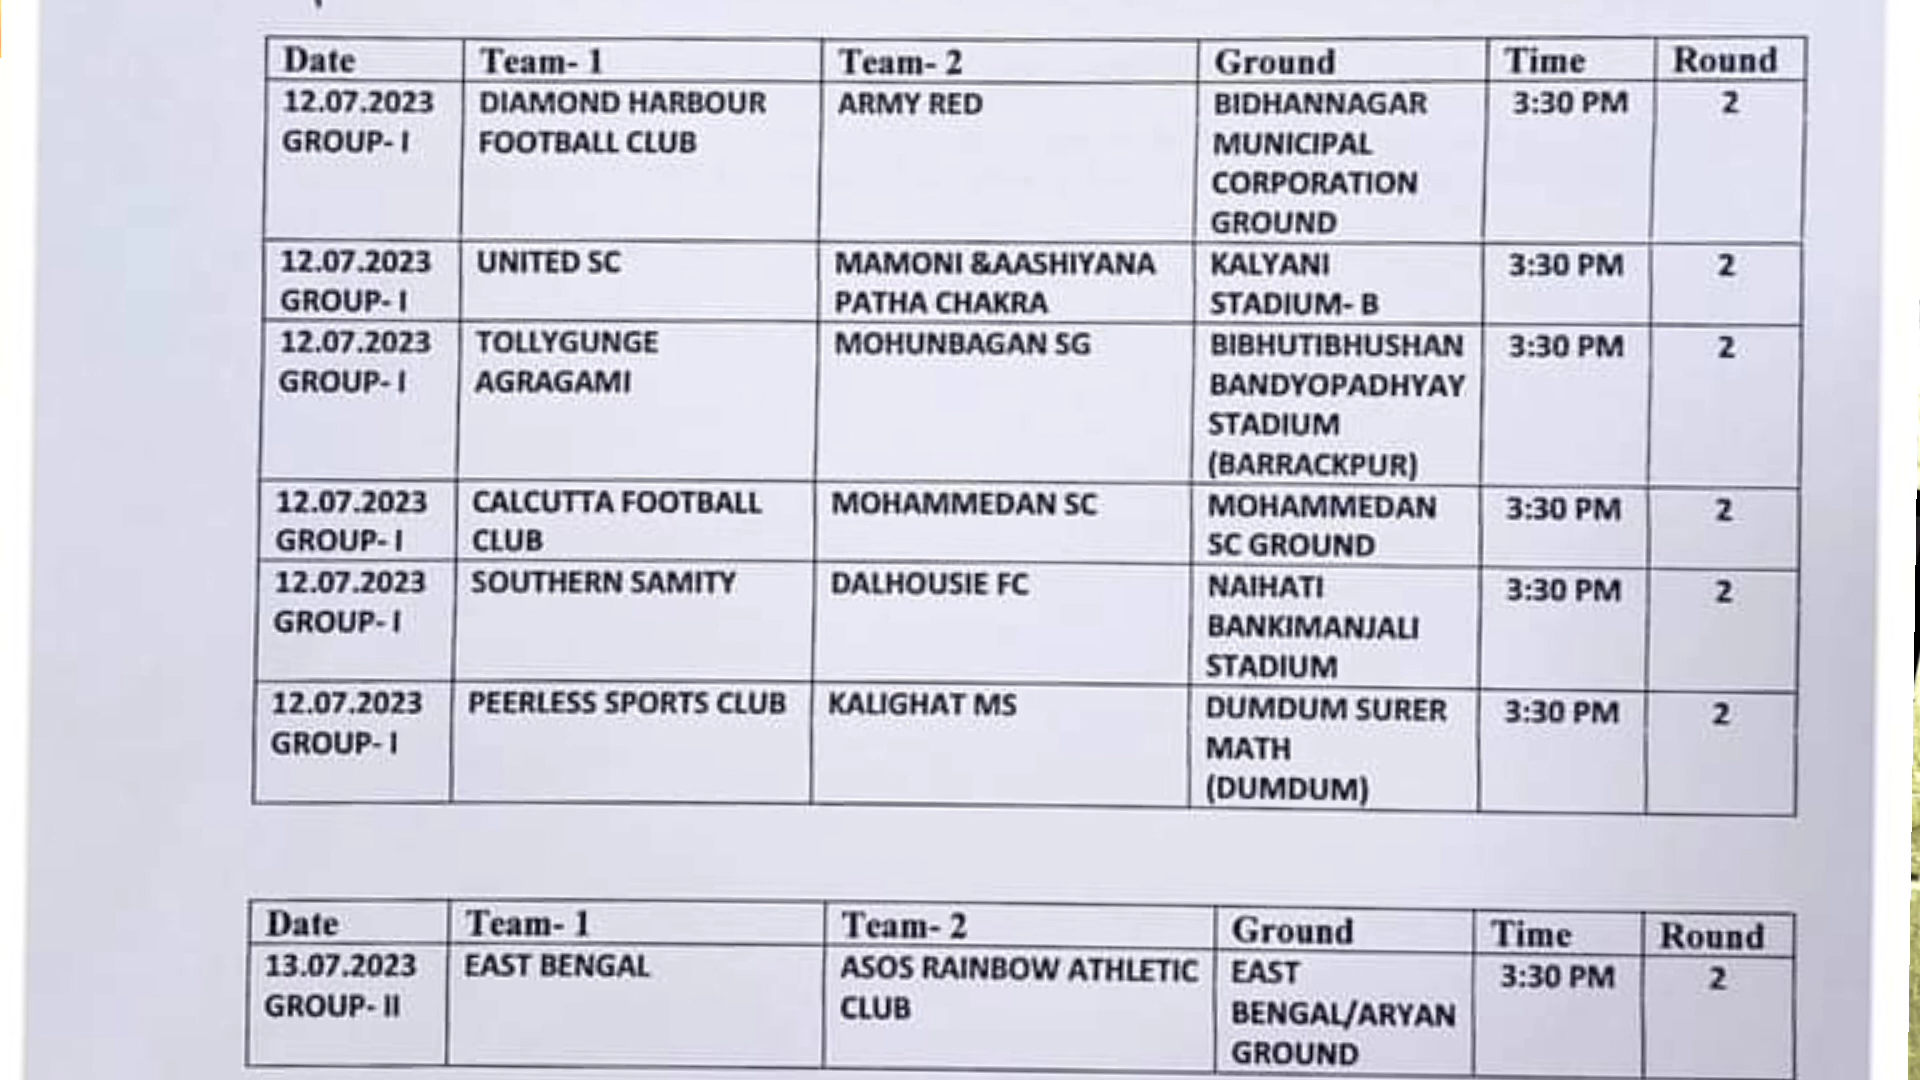 Date Team- 1 Team- 2 Ground Time Round
12.07.2023 DIAMOND HARBOUR ARMY RED BIDHANNAGAR 3:30 PM 2
GROUP- I FOOTBALL CLUB MUNICIPAL
CORPORATION
GROUND
12.07.2023 UNITED SC MAMONI &AASHIYANA KALYANI 3:30 PM 2
GROUP- I PATHA CHAKRA STADIUM- B
12.07.2023 TOLLYGUNGE MOHUNBAGAN SG BIBHUTIBHUSHAN 3:30 PM 2
GROUP- I AGRAGAMI BANDYOPADHYAY
STADIUM
(BARRACKPUR)
12.07.2023 CALCUTTA FOOTBALL MOHAMMEDAN SC MOHAMMEDAN 3:30 PM 2
GROUP- I CLUB SC GROUND
12.07.2023 SOUTHERN SAMITY DALHOUSIE FC NAIHATI 3:30 PM 2
GROUP- I BANKIMANJALI
STADIUM
12.07.2023 PEERLESS SPORTS CLUB KALIGHAT MS DUMDUM SURER 3:30 PM 2
GROUP- I MATH
(DUMDUM)
Date Team- 1 Team- 2 Ground Time Round
13.07.2023 EAST BENGAL ASOS RAINBOW ATHLETIC EAST 3:30 PM 2
GROUP- II CLUB BENGAL/ARYAN
GROUND